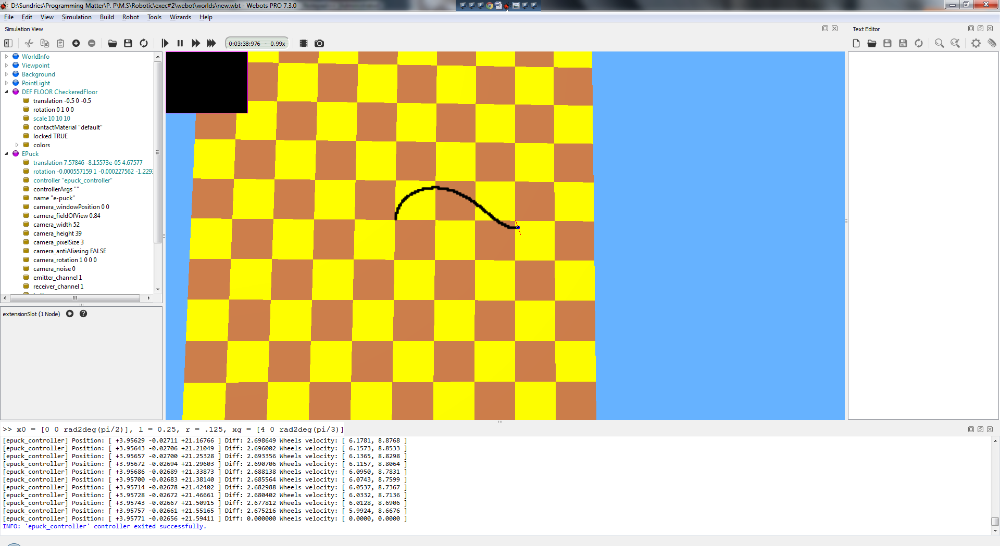 D:\Sundries\Programming Matter\P. P\M.S\Robotic\exec#2\webot\worlds\new.wbt - Webots PRO 7.3.0
File Edit View Simulation Build Robot Tools Wizards Help
Simulation View
Text Editor
0:03:38:976 - 0.99x
WorldInfo
Viewpoint
Background
PointLight
DEF FLOOR CheckeredFloor
translation -0.5 0 -0.5
rotation 0 1 0 0
scale 10 10 10
contactMaterial "default"
locked TRUE
colors
EPuck
translation 7.57846 -8.15573e-05 4.67577
rotation -0.000557159 1 -0.000227562 -1.229
controller "epuck_controller"
controllerArgs ""
name "e-puck"
camera_windowPosition 0 0
camera_fieldOfView 0.84
camera_width 52
camera_height 39
camera_pixelSize 3
camera_antiAliasing FALSE
camera_rotation 1 0 0 0
camera_noise 0
emitter_channel 1
receiver_channel 1
extensionSlot (1 Node)
>> x0 = [0 0 rad2deg(pi/2)], l = 0.25, r = .125, xg = [4 0 rad2deg(pi/3)]
[epuck_controller] Position: [ +3.95629 -0.02711 +21.16766 ] Diff: 2.698649 Wheels velocity: [ 6.1781, 8.8768 ]
[epuck_controller] Position: [ +3.95643 -0.02706 +21.21049 ] Diff: 2.696002 Wheels velocity: [ 6.1573, 8.8533 ]
[epuck_controller] Position: [ +3.95657 -0.02700 +21.25328 ] Diff: 2.693356 Wheels velocity: [ 6.1365, 8.8298 ]
[epuck_controller] Position: [ +3.95672 -0.02694 +21.29603 ] Diff: 2.690706 Wheels velocity: [ 6.1157, 8.8064 ]
[epuck_controller] Position: [ +3.95686 -0.02689 +21.33873 ] Diff: 2.688138 Wheels velocity: [ 6.0950, 8.7831 ]
[epuck_controller] Position: [ +3.95700 -0.02683 +21.38140 ] Diff: 2.685564 Wheels velocity: [ 6.0743, 8.7599 ]
[epuck_controller] Position: [ +3.95714 -0.02678 +21.42402 ] Diff: 2.682988 Wheels velocity: [ 6.0537, 8.7367 ]
[epuck_controller] Position: [ +3.95728 -0.02672 +21.46661 ] Diff: 2.680402 Wheels velocity: [ 6.0332, 8.7136 ]
[epuck_controller] Position: [ +3.95743 -0.02667 +21.50915 ] Diff: 2.677812 Wheels velocity: [ 6.0128, 8.6906 ]
[epuck_controller] Position: [ +3.95757 -0.02661 +21.55165 ] Diff: 2.675216 Wheels velocity: [ 5.9924, 8.6676 ]
[epuck_controller] Position: [ +3.95771 -0.02656 +21.59411 ] Diff: 0.000000 Wheels velocity: [ 0.0000, 0.0000 ]
INFO: 'epuck_controller' controller exited successfully.